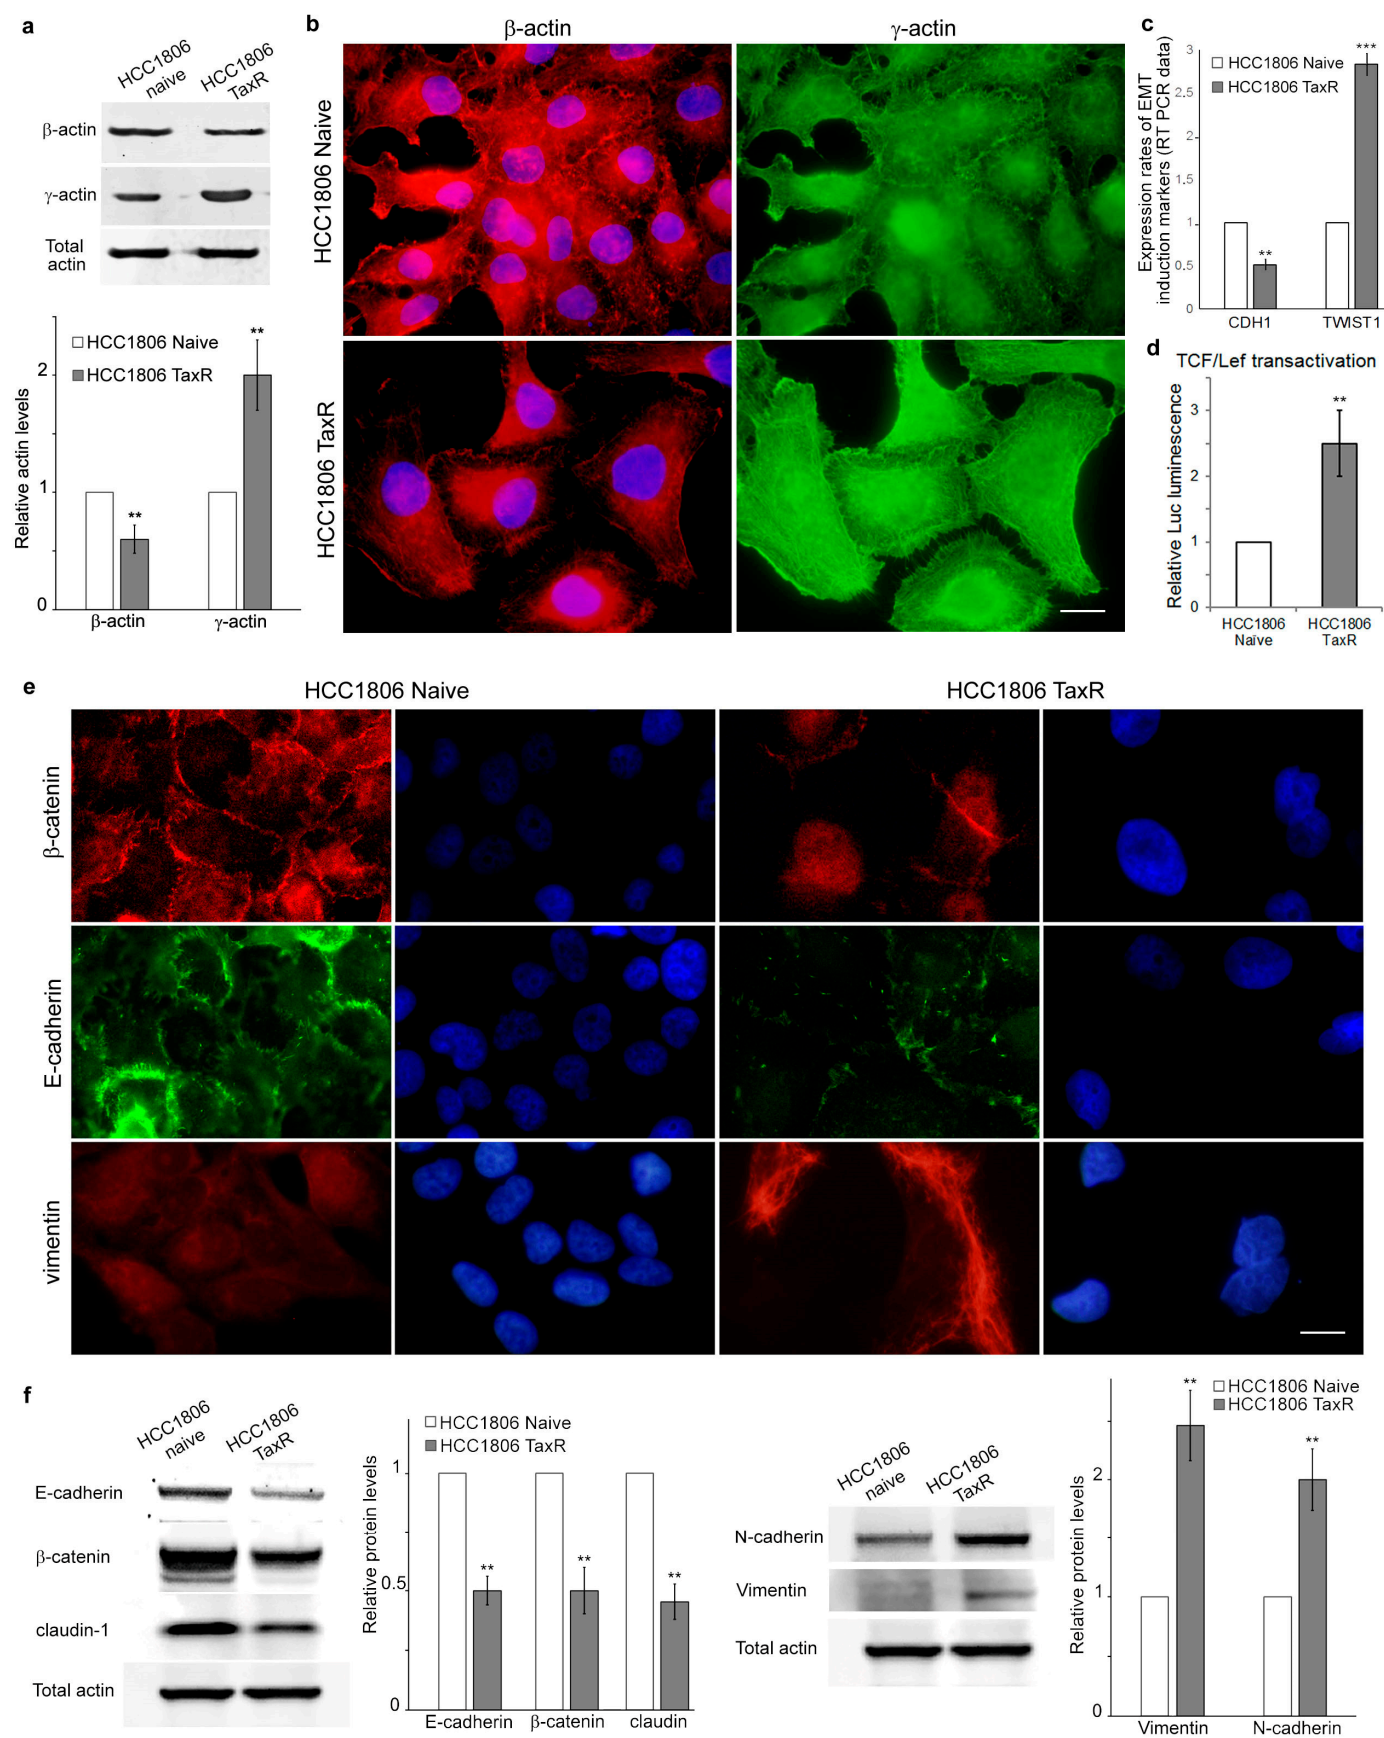 a
HCC1806
naive
HCC1806
TaxR
β-actin
γ-actin
Total
actin
HCC1806 Naive
HCC1806 TaxR
**
**
Relative actin levels
2
1
0
β-actin
γ-actin
b
β-actin
γ-actin
HCC1806 Naive
HCC1806 TaxR
c
Expression rates of EMT
induction markers (RT PCR data)
3
2.5
2
1.5
1
0.5
0
HCC1806 Naive
HCC1806 TaxR
**
***
CDH1
TWIST1
d
TCF/Lef transactivation
Relative Luc luminescence
3
2
1
0
**
HCC1806
Naïve
HCC1806
TaxR
e
HCC1806 Naive
HCC1806 TaxR
β-catenin
E-cadherin
vimentin
f
HCC1806
naive
HCC1806
TaxR
E-cadherin
β-catenin
claudin-1
Total actin
HCC1806 Naive
HCC1806 TaxR
Relative protein levels
1
0.5
0
**
**
**
E-cadherin
β-catenin
claudin
HCC1806
naive
HCC1806
TaxR
N-cadherin
Vimentin
Total actin
HCC1806 Naive
HCC1806 TaxR
Relative protein levels
2
1
0
**
**
Vimentin
N-cadherin